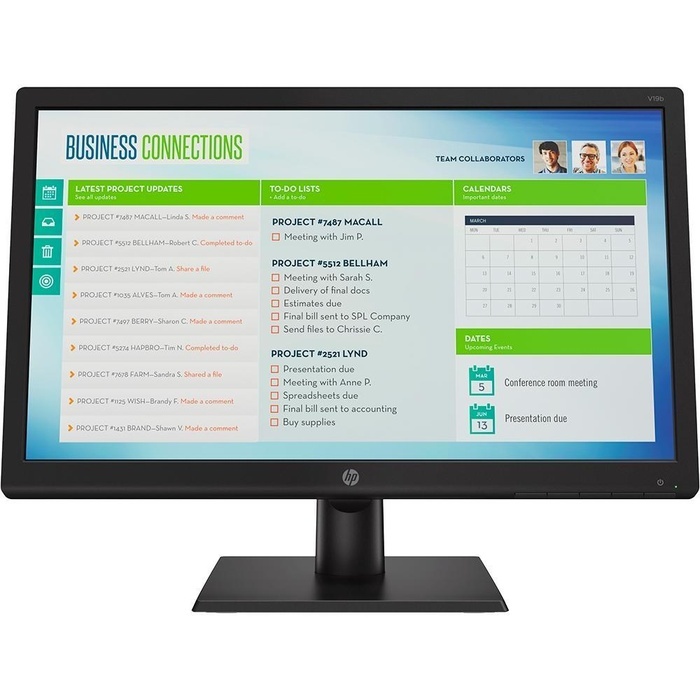 V19b
BUSINESS CONNECTIONS
TEAM COLLABORATORS
LATEST PROJECT UPDATES
See all updates
PROJECT #7487 MACALL—Linda S. Made a comment
PROJECT #5512 BELLHAM—Robert C. Completed to-do
PROJECT #2521 LYND—Tom A. Share a file
PROJECT #1035 ALVES—Tom A. Made a comment
PROJECT #7497 BERRY—Sharon C. Made a comment
PROJECT #5274 HAPBRO—Tim N. Completed to-do
PROJECT #7678 FARM—Sandra S. Shared a file
PROJECT #1125 WISH—Brandy F. Made a comment
PROJECT #1431 BRAND—Shawn V. Made a comment
TO-DO LISTS
+ Add a to-do
PROJECT #7487 MACALL
Meeting with Jim P.
PROJECT #5512 BELLHAM
Meeting with Sarah S.
Delivery of final docs
Estimates due
Final bill sent to SPL Company
Send files to Chrissie C.
PROJECT #2521 LYND
Presentation due
Meeting with Anne P.
Spreadsheets due
Final bill sent to accounting
Buy supplies
CALENDARS
Important dates
MARCH
MON TUE WED THU FRI SAT SUN
1 2 3 4 5
6 7 8 9 10 11 12
13 14 15 16 17 18 19
20 21 22 23 24 25 26
27 28 29 30
DATES
Upcoming Events
MAR
5
Conference room meeting
JUN
13
Presentation due
hp